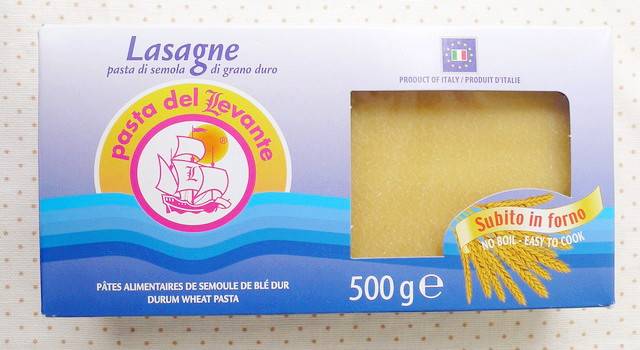 Lasagne
pasta di semola di grano duro
PRODUCT OF ITALY / PRODUIT D'ITALIE
pasta del Levante
®
L
Subito in forno
NO BOIL - EASY TO COOK
PÂTES ALIMENTAIRES DE SEMOULE DE BLÉ DUR
DURUM WHEAT PASTA
500 g ℮